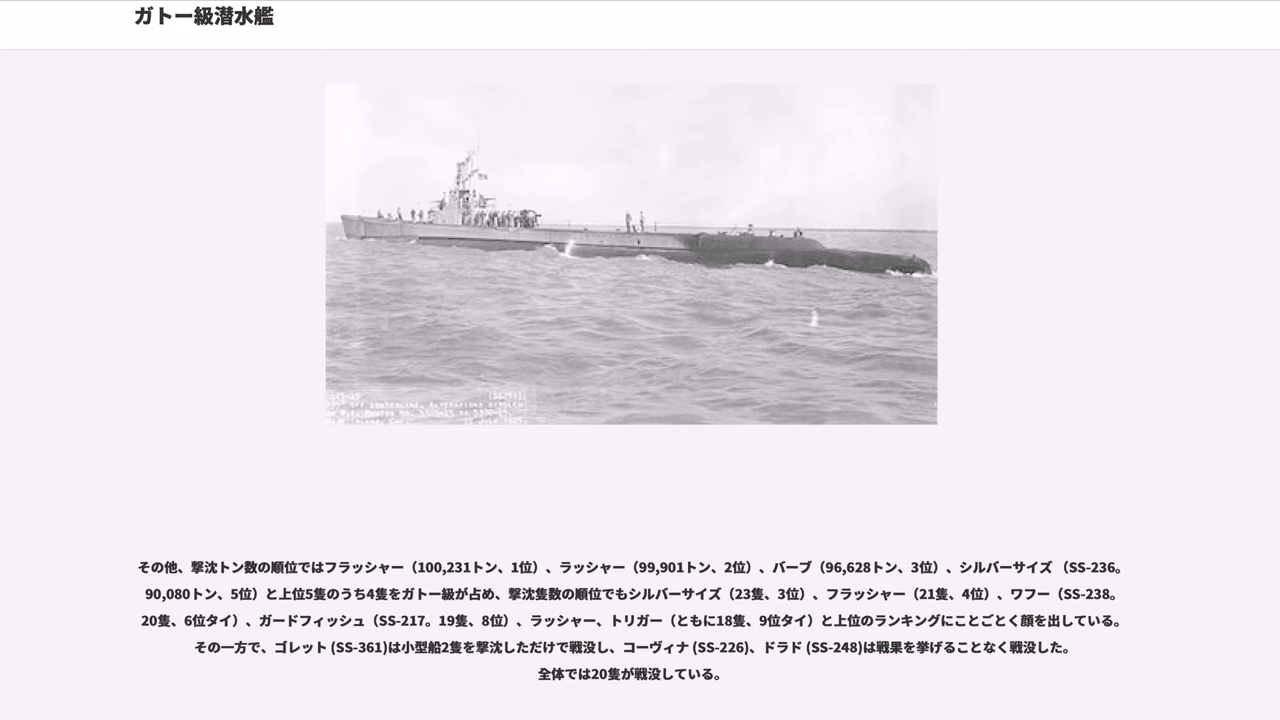 ガトー級潜水艦
その他、撃沈トン数の順位ではフラッシャー（100,231トン、1位）、ラッシャー（99,901トン、2位）、バーブ（96,628トン、3位）、シルバーサイズ （SS-236。
90,080トン、5位）と上位5隻のうち4隻をガトー級が占め、撃沈隻数の順位でもシルバーサイズ（23隻、3位）、フラッシャー（21隻、4位）、ワフー（SS-238。
20隻、6位タイ）、ガードフィッシュ（SS-217。19隻、8位）、ラッシャー、トリガー（ともに18隻、9位タイ）と上位のランキングにことごとく顔を出している。
その一方で、ゴレット (SS-361)は小型船2隻を撃沈しただけで戦没し、コーヴィナ (SS-226)、ドラド (SS-248)は戦果を挙げることなく戦没した。
全体では20隻が戦没している。